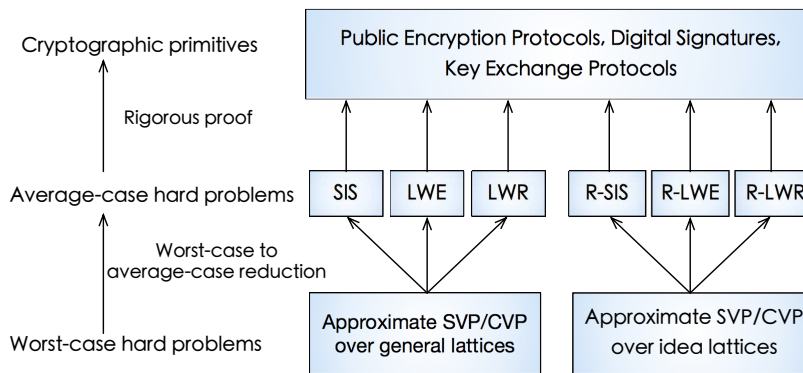 Cryptographic primitives
Public Encryption Protocols, Digital Signatures,
Key Exchange Protocols
Rigorous proof
Average-case hard problems
SIS
LWE
LWR
R-SIS
R-LWE
R-LWR
Worst-case to
average-case reduction
Worst-case hard problems
Approximate SVP/CVP
over general lattices
Approximate SVP/CVP
over idea lattices